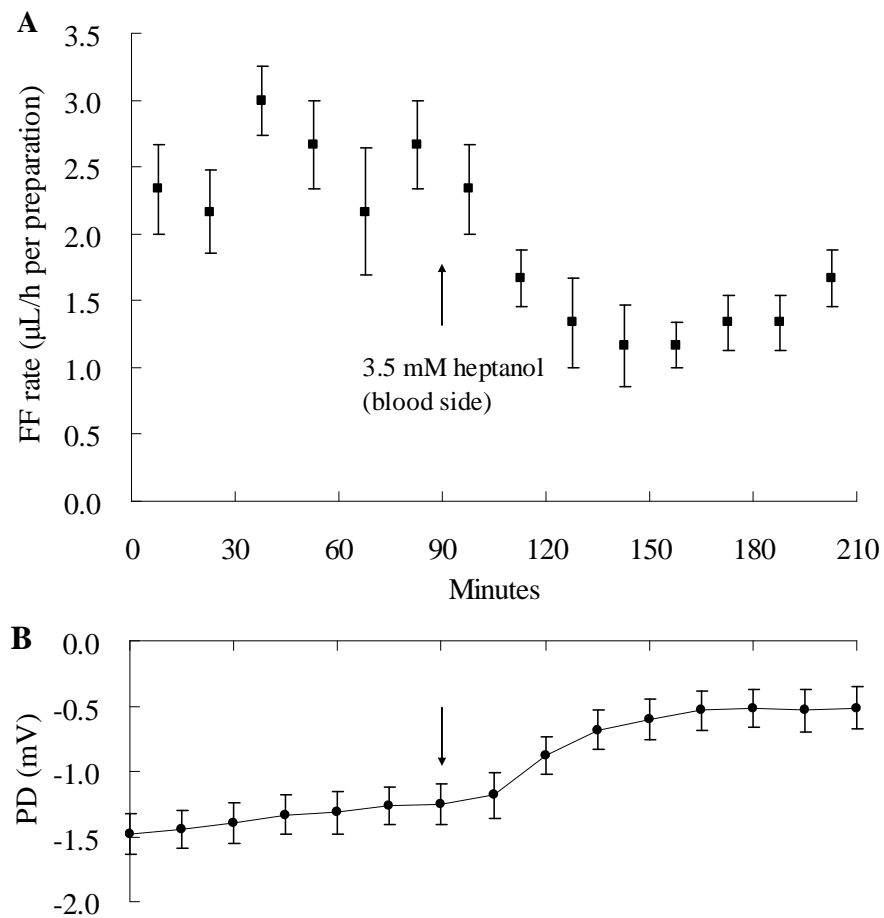 A
3.5
3.0
2.5
2.0
1.5
1.0
0.5
0.0
FF rate (μL/h per preparation)
3.5 mM heptanol
(blood side)
0 30 60 90 120 150 180 210
Minutes
B
0.0
-0.5
-1.0
-1.5
-2.0
PD (mV)